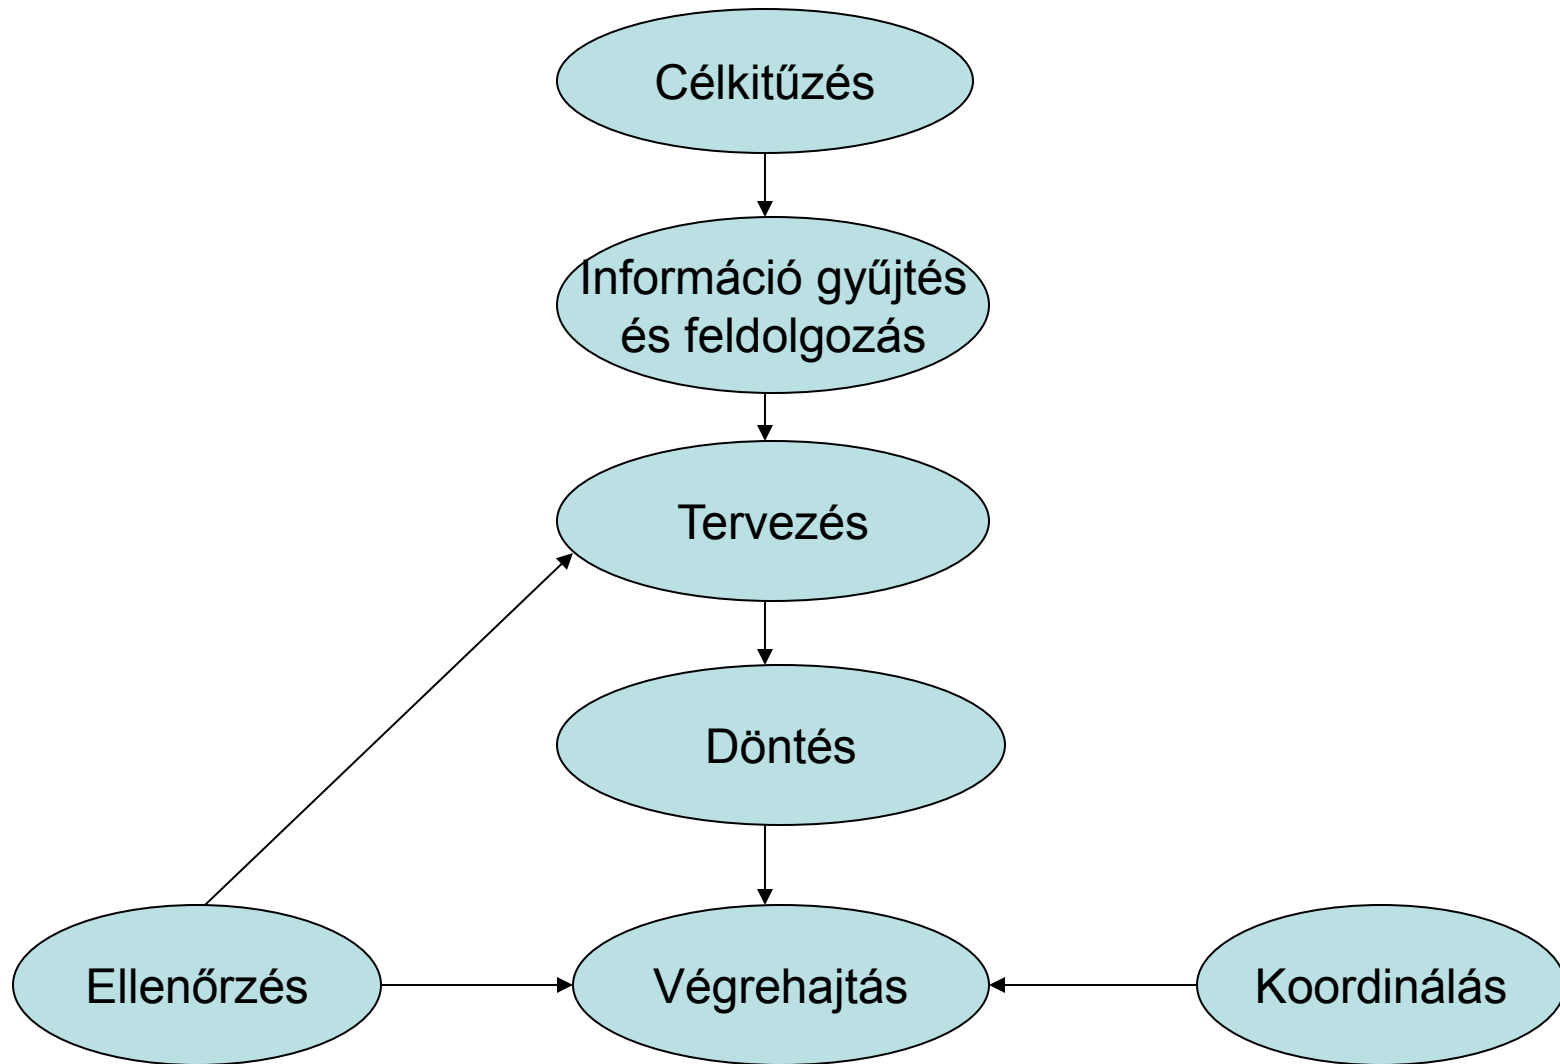 Célkitűzés
Információ gyűjtés
és feldolgozás
Tervezés
Döntés
Ellenőrzés
Végrehajtás
Koordinálás